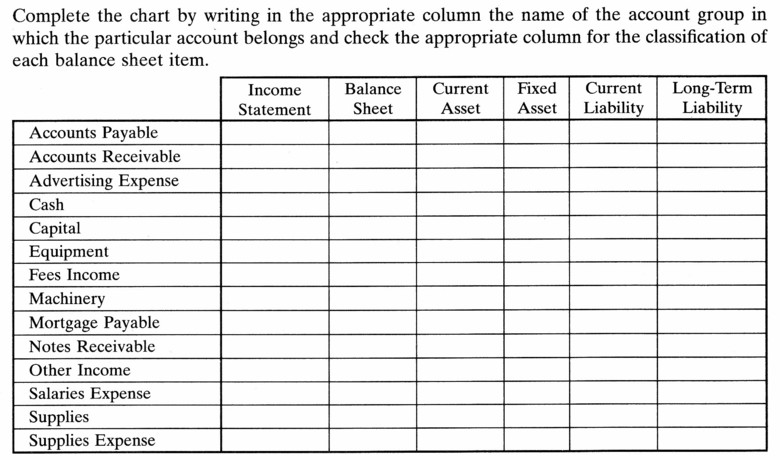 Complete the chart by writing in the appropriate column the name of the account group in
which the particular account belongs and check the appropriate column for the classification of
each balance sheet item.
Income Statement Balance Sheet Current Asset Fixed Asset Current Liability Long-Term Liability
Accounts Payable
Accounts Receivable
Advertising Expense
Cash
Capital
Equipment
Fees Income
Machinery
Mortgage Payable
Notes Receivable
Other Income
Salaries Expense
Supplies
Supplies Expense